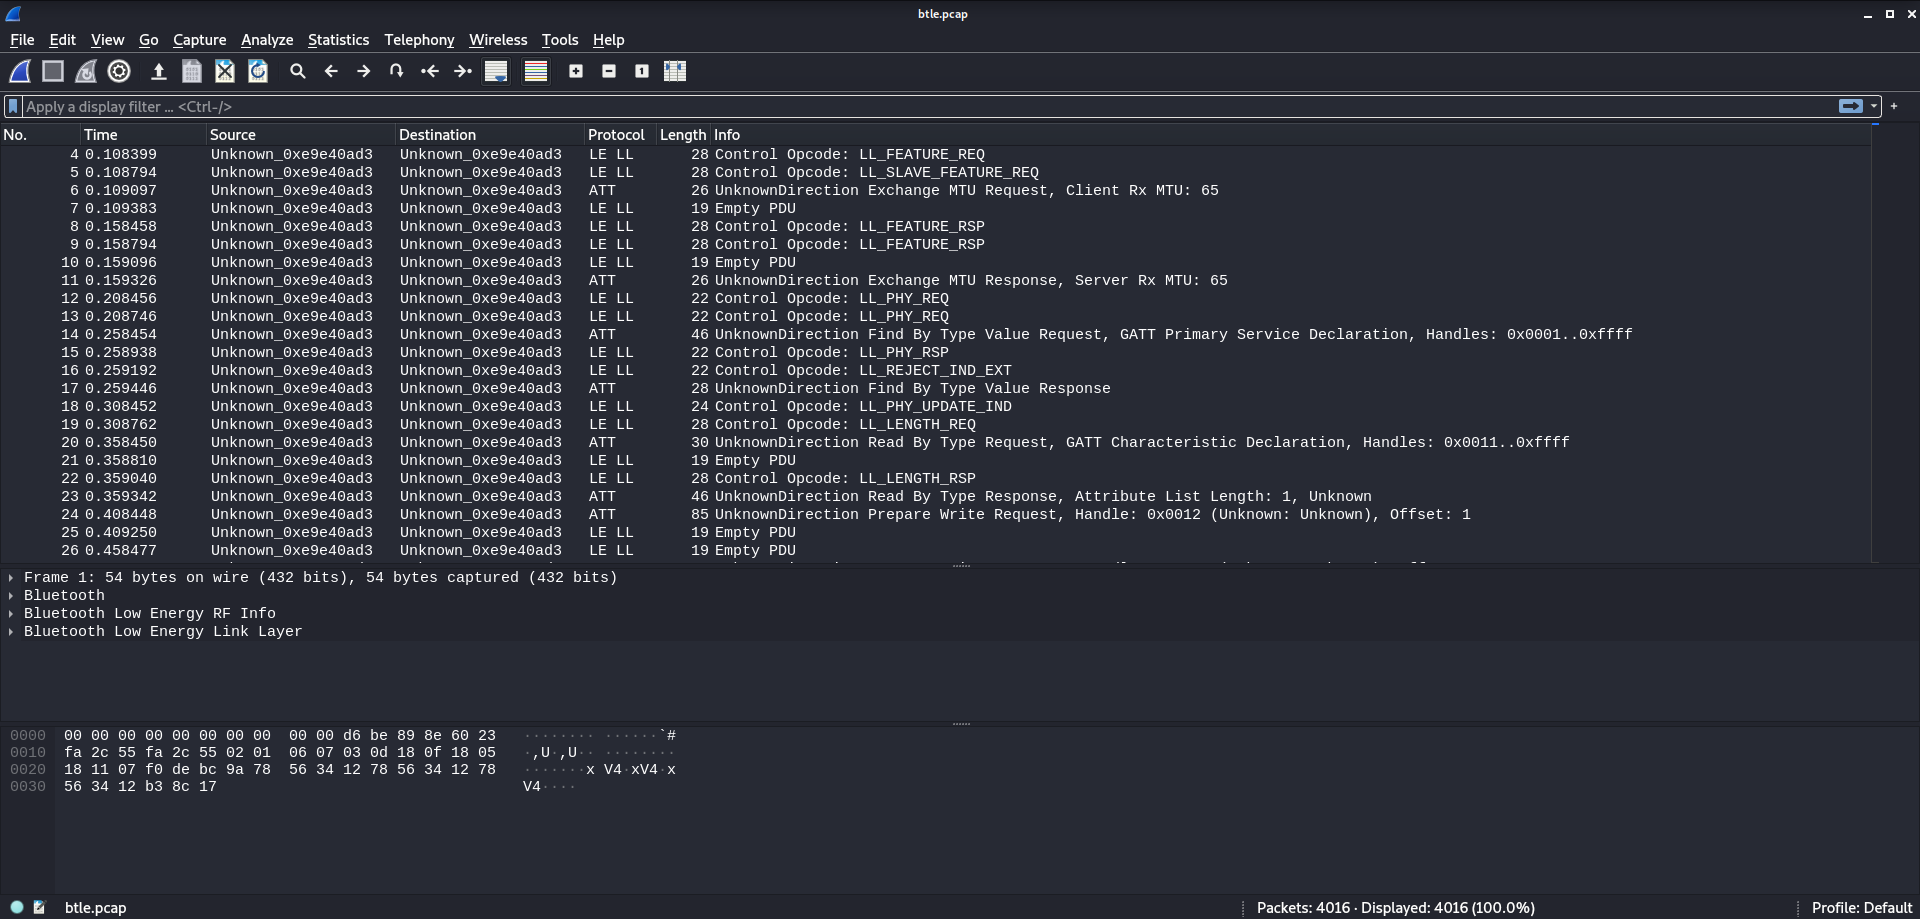 btle.pcap
File Edit View Go Capture Analyze Statistics Telephony Wireless Tools Help
Apply a display filter ... <Ctrl-/>
No. Time Source Destination Protocol Length Info
4 0.108399 Unknown_0xe9e40ad3 Unknown_0xe9e40ad3 LE LL 28 Control Opcode: LL_FEATURE_REQ
5 0.108794 Unknown_0xe9e40ad3 Unknown_0xe9e40ad3 LE LL 28 Control Opcode: LL_SLAVE_FEATURE_REQ
6 0.109097 Unknown_0xe9e40ad3 Unknown_0xe9e40ad3 ATT 26 UnknownDirection Exchange MTU Request, Client Rx MTU: 65
7 0.109383 Unknown_0xe9e40ad3 Unknown_0xe9e40ad3 LE LL 19 Empty PDU
8 0.158458 Unknown_0xe9e40ad3 Unknown_0xe9e40ad3 LE LL 28 Control Opcode: LL_FEATURE_RSP
9 0.158794 Unknown_0xe9e40ad3 Unknown_0xe9e40ad3 LE LL 28 Control Opcode: LL_FEATURE_RSP
10 0.159096 Unknown_0xe9e40ad3 Unknown_0xe9e40ad3 LE LL 19 Empty PDU
11 0.159326 Unknown_0xe9e40ad3 Unknown_0xe9e40ad3 ATT 26 UnknownDirection Exchange MTU Response, Server Rx MTU: 65
12 0.208456 Unknown_0xe9e40ad3 Unknown_0xe9e40ad3 LE LL 22 Control Opcode: LL_PHY_REQ
13 0.208746 Unknown_0xe9e40ad3 Unknown_0xe9e40ad3 LE LL 22 Control Opcode: LL_PHY_REQ
14 0.258454 Unknown_0xe9e40ad3 Unknown_0xe9e40ad3 ATT 46 UnknownDirection Find By Type Value Request, GATT Primary Service Declaration, Handles: 0x0001..0xffff
15 0.258938 Unknown_0xe9e40ad3 Unknown_0xe9e40ad3 LE LL 22 Control Opcode: LL_PHY_RSP
16 0.259192 Unknown_0xe9e40ad3 Unknown_0xe9e40ad3 LE LL 22 Control Opcode: LL_REJECT_IND_EXT
17 0.259446 Unknown_0xe9e40ad3 Unknown_0xe9e40ad3 ATT 28 UnknownDirection Find By Type Value Response
18 0.308452 Unknown_0xe9e40ad3 Unknown_0xe9e40ad3 LE LL 24 Control Opcode: LL_PHY_UPDATE_IND
19 0.308762 Unknown_0xe9e40ad3 Unknown_0xe9e40ad3 LE LL 28 Control Opcode: LL_LENGTH_REQ
20 0.358450 Unknown_0xe9e40ad3 Unknown_0xe9e40ad3 ATT 30 UnknownDirection Read By Type Request, GATT Characteristic Declaration, Handles: 0x0011..0xffff
21 0.358810 Unknown_0xe9e40ad3 Unknown_0xe9e40ad3 LE LL 19 Empty PDU
22 0.359040 Unknown_0xe9e40ad3 Unknown_0xe9e40ad3 LE LL 28 Control Opcode: LL_LENGTH_RSP
23 0.359342 Unknown_0xe9e40ad3 Unknown_0xe9e40ad3 ATT 46 UnknownDirection Read By Type Response, Attribute List Length: 1, Unknown
24 0.408448 Unknown_0xe9e40ad3 Unknown_0xe9e40ad3 ATT 85 UnknownDirection Prepare Write Request, Handle: 0x0012 (Unknown: Unknown), Offset: 1
25 0.409250 Unknown_0xe9e40ad3 Unknown_0xe9e40ad3 LE LL 19 Empty PDU
26 0.458477 Unknown_0xe9e40ad3 Unknown_0xe9e40ad3 LE LL 19 Empty PDU
Frame 1: 54 bytes on wire (432 bits), 54 bytes captured (432 bits)
Bluetooth
Bluetooth Low Energy RF Info
Bluetooth Low Energy Link Layer
0000 00 00 00 00 00 00 00 00 00 00 d6 be 89 8e 60 23 ········ ······`#
0010 fa 2c 55 fa 2c 55 02 01 06 07 03 0d 18 0f 18 05 ·,U·,U·· ········
0020 18 11 07 f0 de bc 9a 78 56 34 12 78 56 34 12 78 ·······x V4·xV4·x
0030 56 34 12 b3 8c 17 V4····
btle.pcap
Packets: 4016 · Displayed: 4016 (100.0%)
Profile: Default